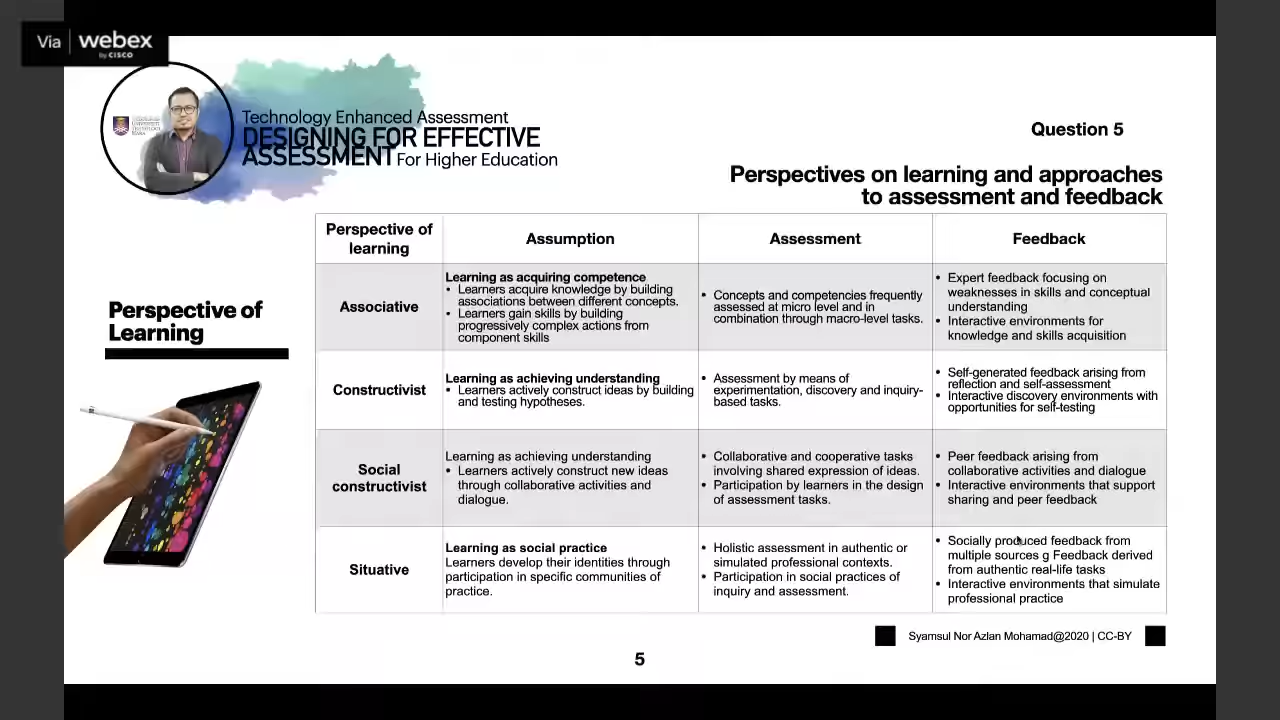 Via webex
by CISCO
Technology Enhanced Assessment
DESIGNING FOR EFFECTIVE
ASSESSMENT For Higher Education
Question 5
Perspectives on learning and approaches
to assessment and feedback
Perspective of
Learning
Perspective of
learning
Assumption
Assessment
Feedback
Associative
Learning as acquiring competence
• Learners acquire knowledge by building
associations between different concepts.
• Learners gain skills by building
progressively complex actions from
component skills
• Concepts and competencies frequently
assessed at micro level and in
combination through macro-level tasks.
• Expert feedback focusing on
weaknesses in skills and conceptual
understanding
• Interactive environments for
knowledge and skills acquisition
Constructivist
Learning as achieving understanding
• Learners actively construct ideas by building
and testing hypotheses.
• Assessment by means of
experimentation, discovery and inquiry-
based tasks.
• Self-generated feedback arising from
reflection and self-assessment
• Interactive discovery environments with
opportunities for self-testing
Social
constructivist
Learning as achieving understanding
• Learners actively construct new ideas
through collaborative activities and
dialogue.
• Collaborative and cooperative tasks
involving shared expression of ideas.
• Participation by learners in the design
of assessment tasks.
• Peer feedback arising from
collaborative activities and dialogue
• Interactive environments that support
sharing and peer feedback
Situative
Learning as social practice
Learners develop their identities through
participation in specific communities of
practice.
• Holistic assessment in authentic or
simulated professional contexts.
• Participation in social practices of
inquiry and assessment.
• Socially produced feedback from
multiple sources g Feedback derived
from authentic real-life tasks
• Interactive environments that simulate
professional practice
Syamsul Nor Azlan Mohamad@2020 | CC-BY
5